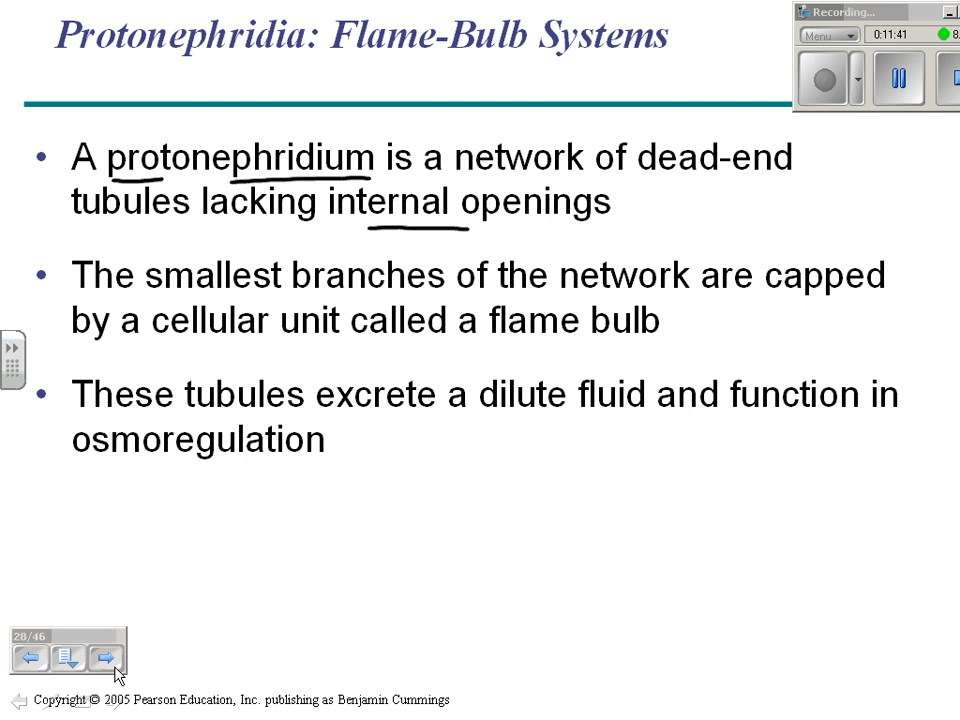 Protonephridia: Flame-Bulb Systems
Recording...
Menu
0:11:41
8.
• A protonephridium is a network of dead-end
tubules lacking internal openings
• The smallest branches of the network are capped
by a cellular unit called a flame bulb
• These tubules excrete a dilute fluid and function in
osmoregulation
28/46
Copyright © 2005 Pearson Education, Inc. publishing as Benjamin Cummings